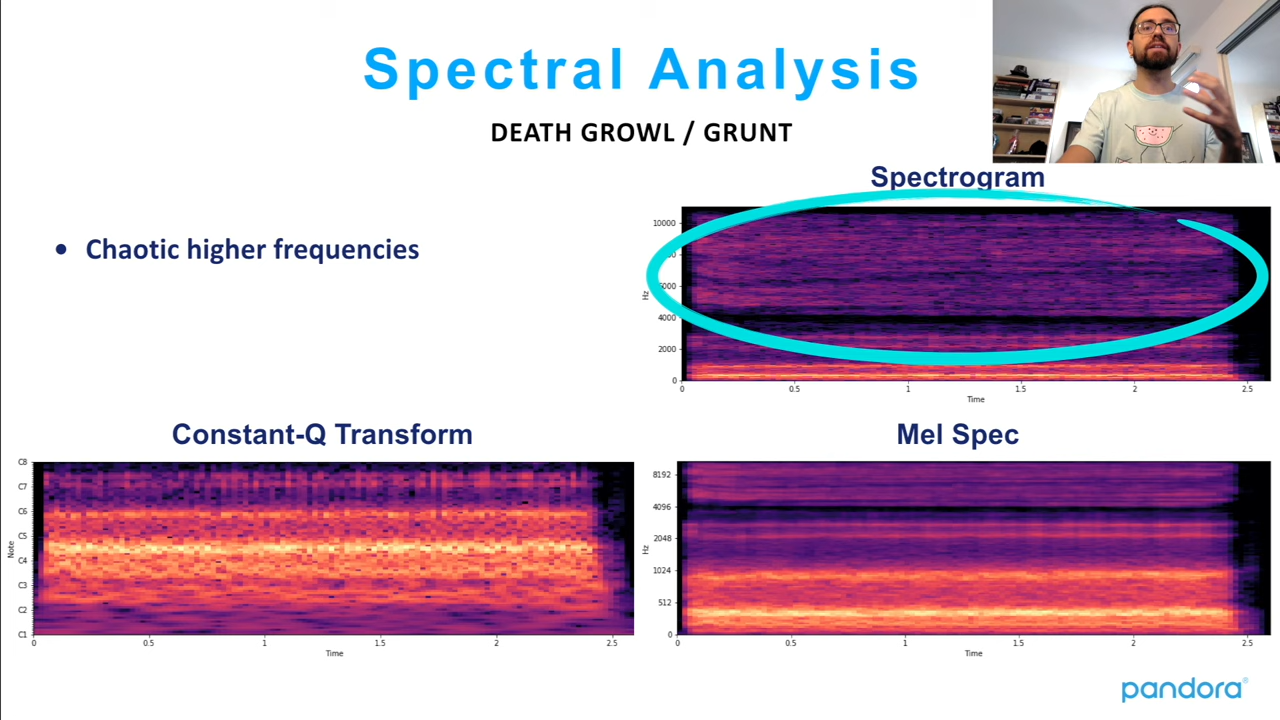 Spectral Analysis
DEATH GROWL / GRUNT
Spectrogram
• Chaotic higher frequencies
10000
6000
4000
2000
0
Hz
0 0.5 1 1.5 2 2.5
Time
Constant-Q Transform
C8
C7
C6
C5
C4
C3
C2
C1
Note
0 0.5 1 1.5 2 2.5
Time
Mel Spec
8192
4096
2048
1024
512
0
Hz
0 0.5 1 1.5 2 2.5
Time
pandora®